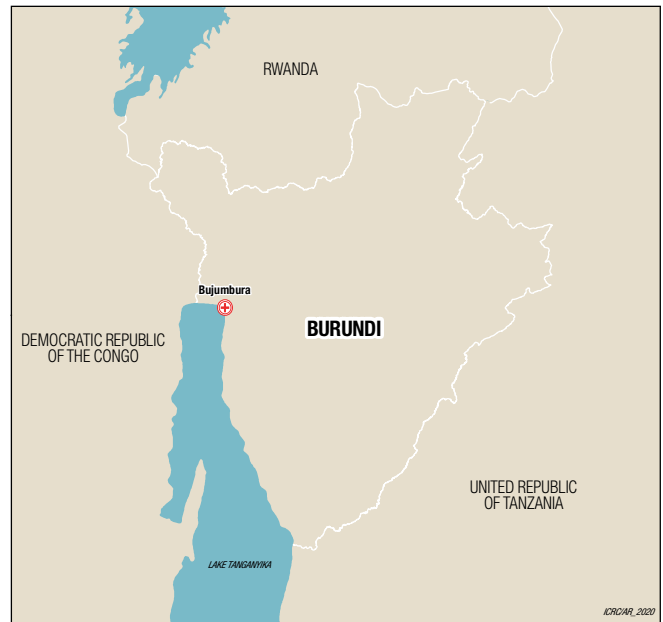 RWANDA
Bujumbura
BURUNDI
DEMOCRATIC REPUBLIC
OF THE CONGO
UNITED REPUBLIC
OF TANZANIA
LAKE TANGANYIKA
ICRC/AR_2020